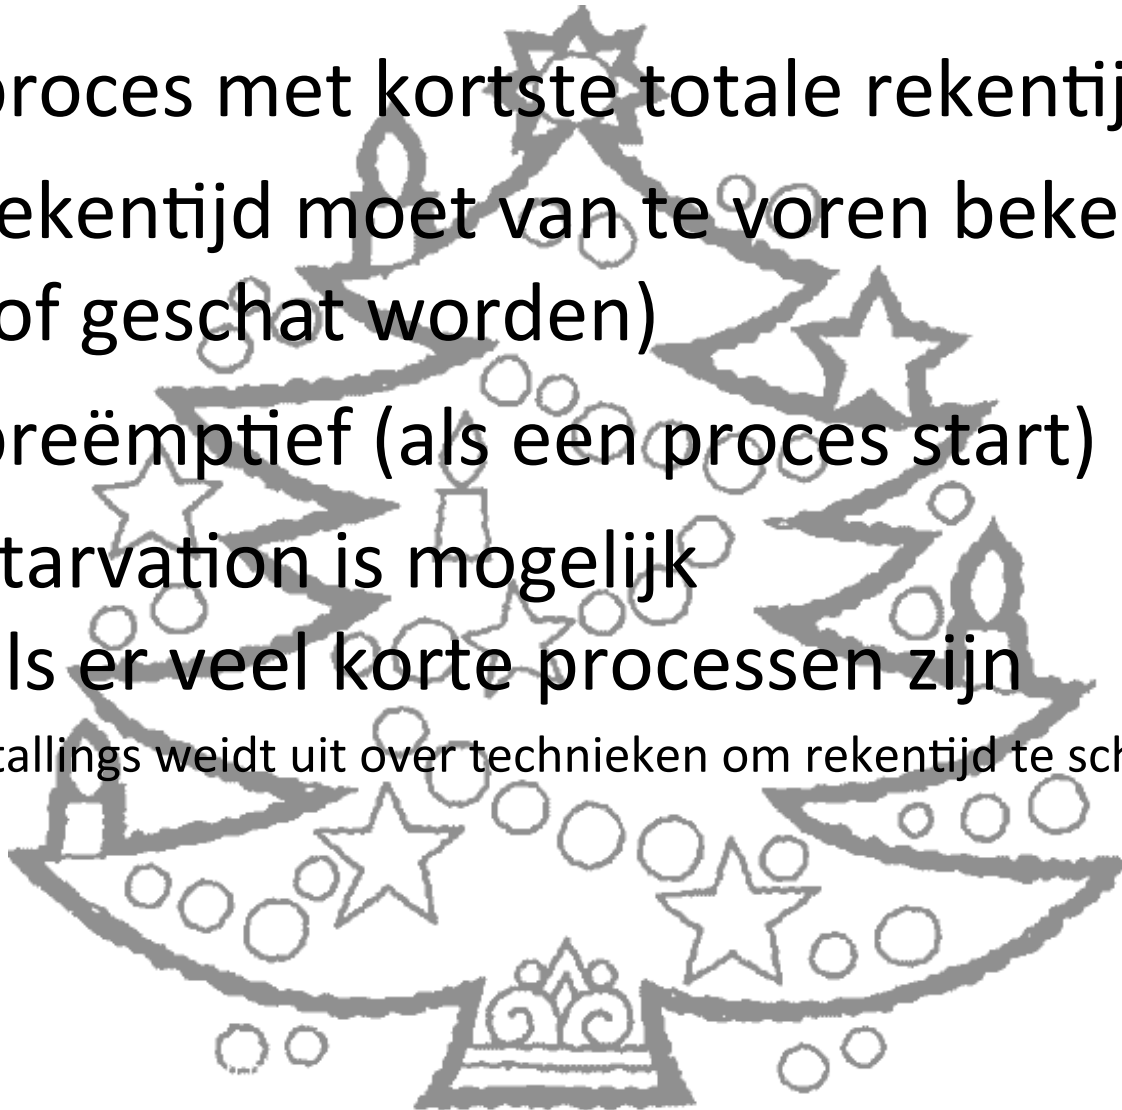 proces met kortste totale rekentij
ekentijd moet van te voren beke
of geschat worden)
preëmptief (als een proces start)
tarvation is mogelijk
ls er veel korte processen zijn
tallings weidt uit over technieken om rekentijd te sch